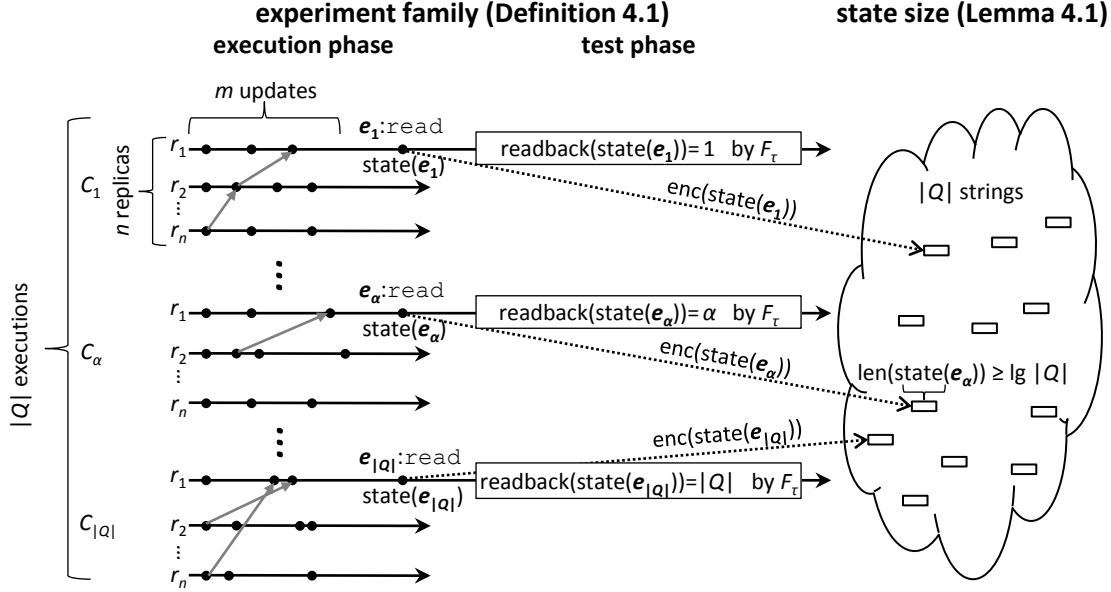 experiment family (Definition 4.1)
state size (Lemma 4.1)
execution phase
test phase
m updates
e1:read
r1
readback(state(e1))= 1 by Fτ
state(e1)
C1
n replicas
r2
...
enc(state(e1))
|Q| strings
rn
...
eα:read
r1
readback(state(eα))= α by Fτ
state(eα)
|Q| executions
Cα
r2
...
enc(state(eα))
len(state(eα)) ≥ lg |Q|
rn
...
enc(state(e|Q|))
e|Q|:read
r1
readback(state(e|Q|))=|Q| by Fτ
state(e|Q|)
C|Q|
r2
...
rn